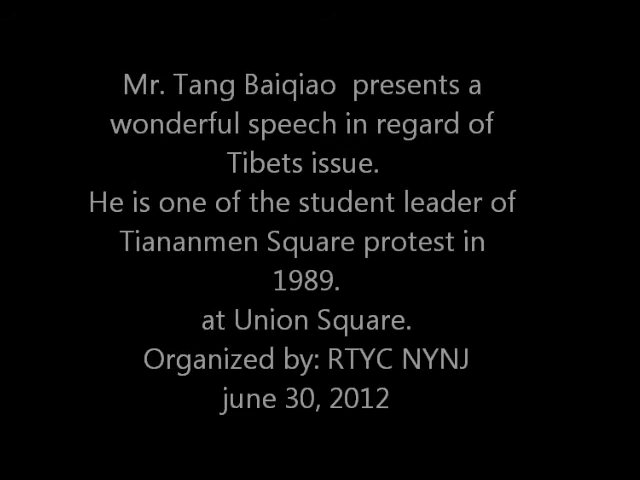 Mr. Tang Baiqiao  presents a
wonderful speech in regard of
Tibets issue.
He is one of the student leader of
Tiananmen Square protest in
1989.
at Union Square.
Organized by: RTYC NYNJ
june 30, 2012